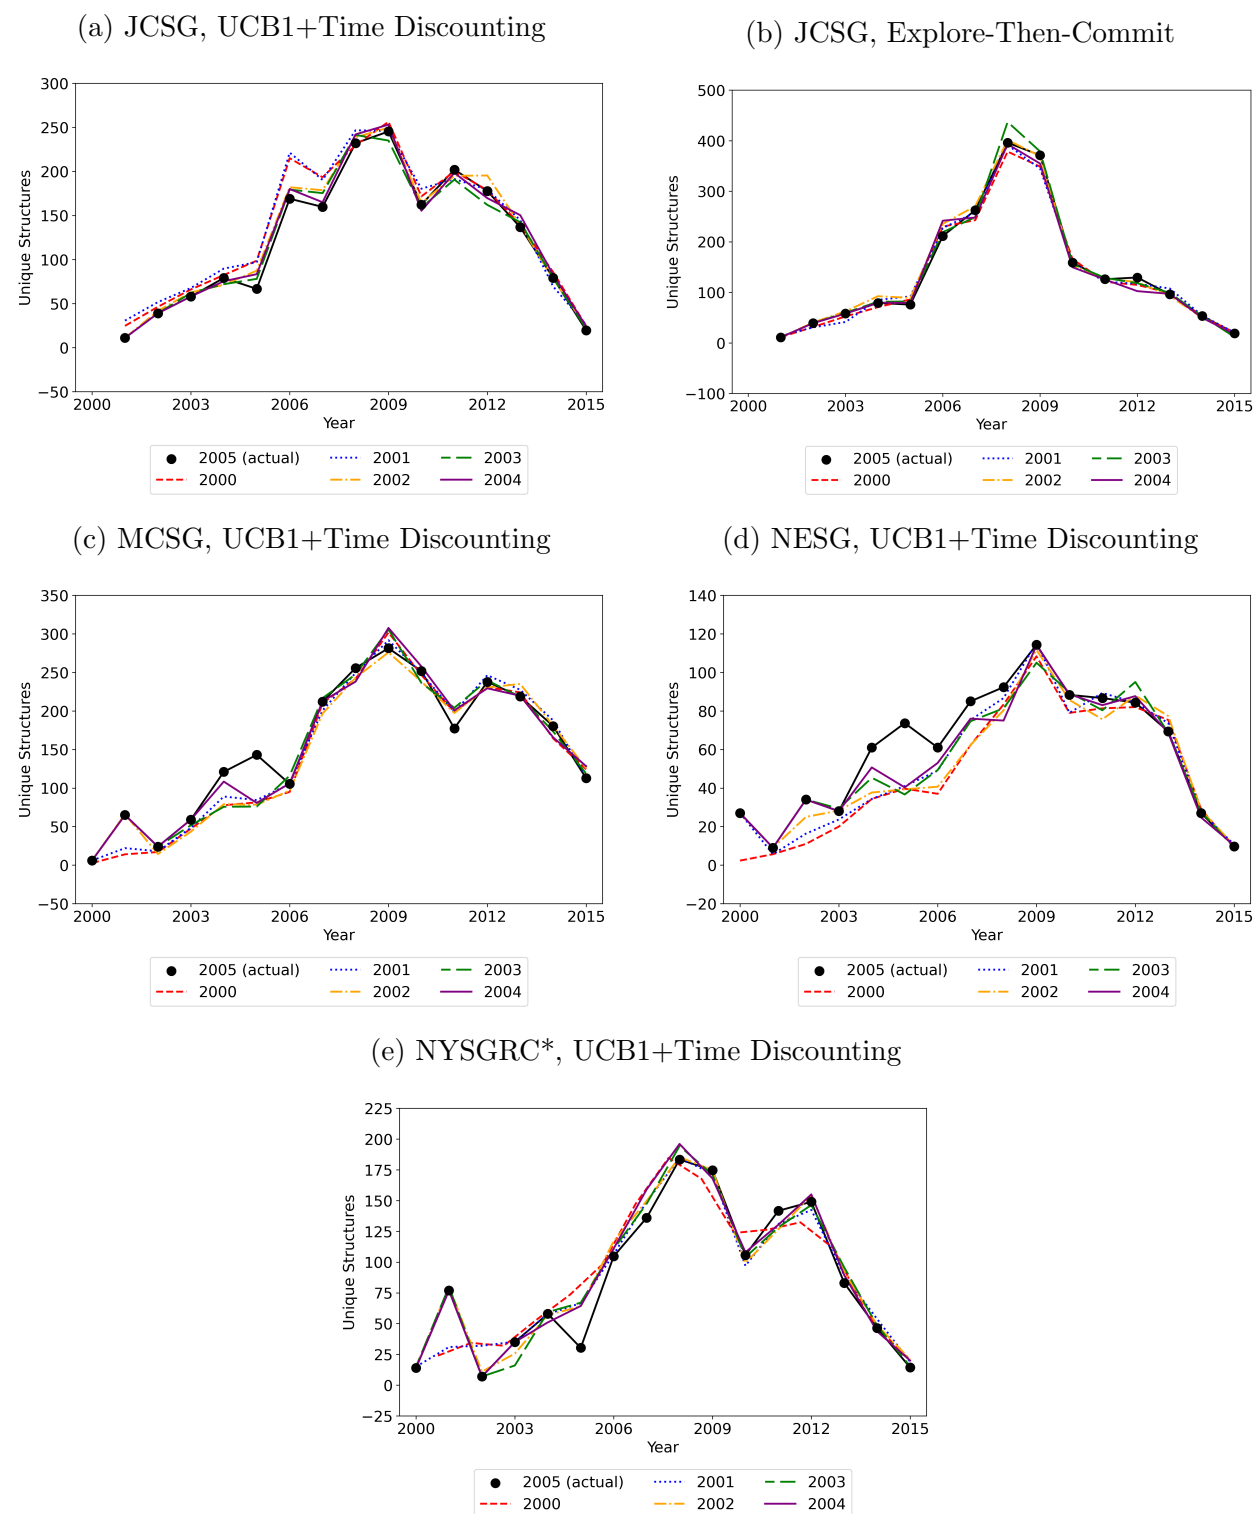 (a) JCSG, UCB1+Time Discounting
300
250
200
150
100
50
0
−50
Unique Structures
2000 2003 2006 2009 2012 2015
Year
2005 (actual) 2001 2003
2000 2002 2004
(b) JCSG, Explore-Then-Commit
500
400
300
200
100
0
−100
Unique Structures
2000 2003 2006 2009 2012 2015
Year
2005 (actual) 2001 2003
2000 2002 2004
(c) MCSG, UCB1+Time Discounting
350
300
250
200
150
100
50
0
−50
Unique Structures
2000 2003 2006 2009 2012 2015
Year
2005 (actual) 2001 2003
2000 2002 2004
(d) NESG, UCB1+Time Discounting
140
120
100
80
60
40
20
0
−20
Unique Structures
2000 2003 2006 2009 2012 2015
Year
2005 (actual) 2001 2003
2000 2002 2004
(e) NYSGRC*, UCB1+Time Discounting
225
200
175
150
125
100
75
50
25
0
−25
Unique Structures
2000 2003 2006 2009 2012 2015
Year
2005 (actual) 2001 2003
2000 2002 2004